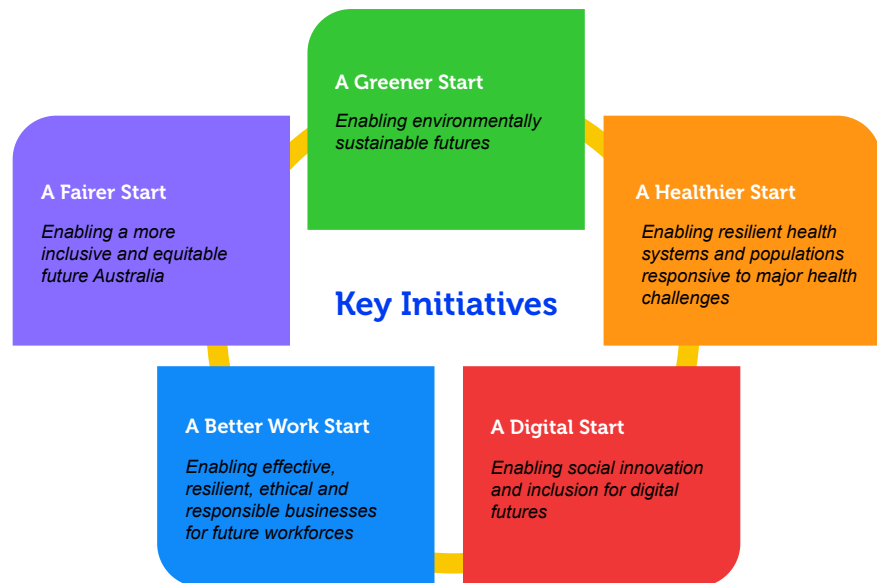 A Greener Start
Enabling environmentally
sustainable futures
A Fairer Start
Enabling a more
inclusive and equitable
future Australia
A Healthier Start
Enabling resilient health
systems and populations
responsive to major health
challenges
Key Initiatives
A Better Work Start
Enabling effective,
resilient, ethical and
responsible businesses
for future workforces
A Digital Start
Enabling social innovation
and inclusion for digital
futures